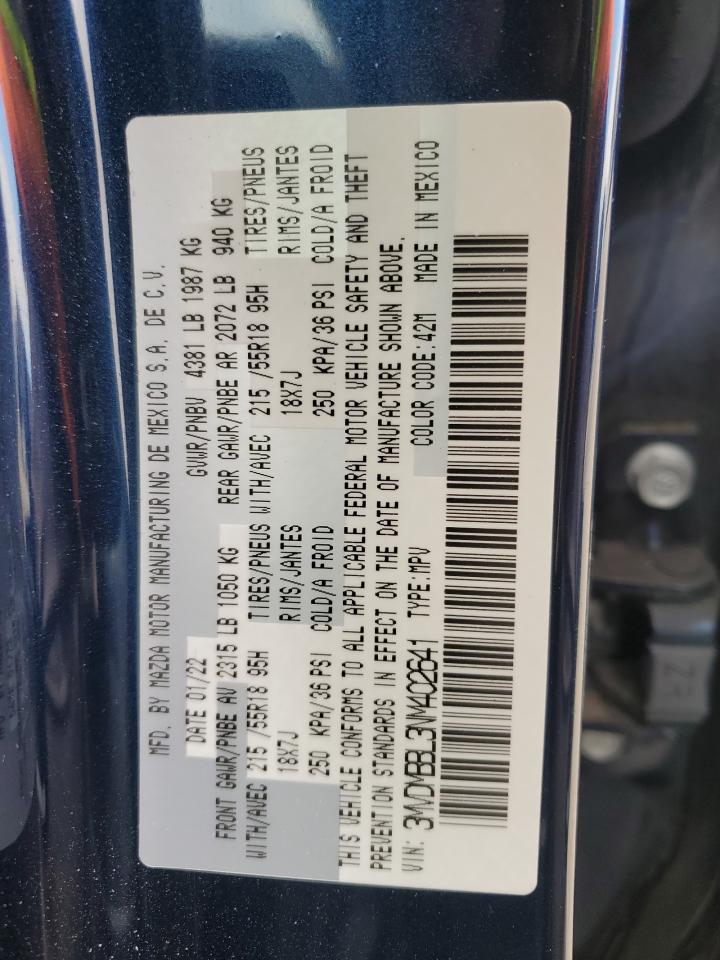 MFD. BY MAZDA MOTOR MANUFACTURING DE MEXICO S.A. DE C.V.
DATE 01/22 GVWR/PNBV 4381 LB 1987 KG
FRONT GAWR/PNBE AV 2315 LB 1050 KG REAR GAWR/PNBE AR 2072 LB 940 KG
WITH/AVEC 215 /55R18 95H TIRES/PNEUS WITH/AVEC 215 /55R18 95H TIRES/PNEUS
18X7J RIMS/JANTES 18X7J RIMS/JANTES
250 KPA/36 PSI COLD/A FROID 250 KPA/36 PSI COLD/A FROID
THIS VEHICLE CONFORMS TO ALL APPLICABLE FEDERAL MOTOR VEHICLE SAFETY AND THEFT
PREVENTION STANDARDS IN EFFECT ON THE DATE OF MANUFACTURE SHOWN ABOVE.
VIN: 3MVDMBBL3NM402641 TYPE:MPV COLOR CODE:42M MADE IN MEXICO